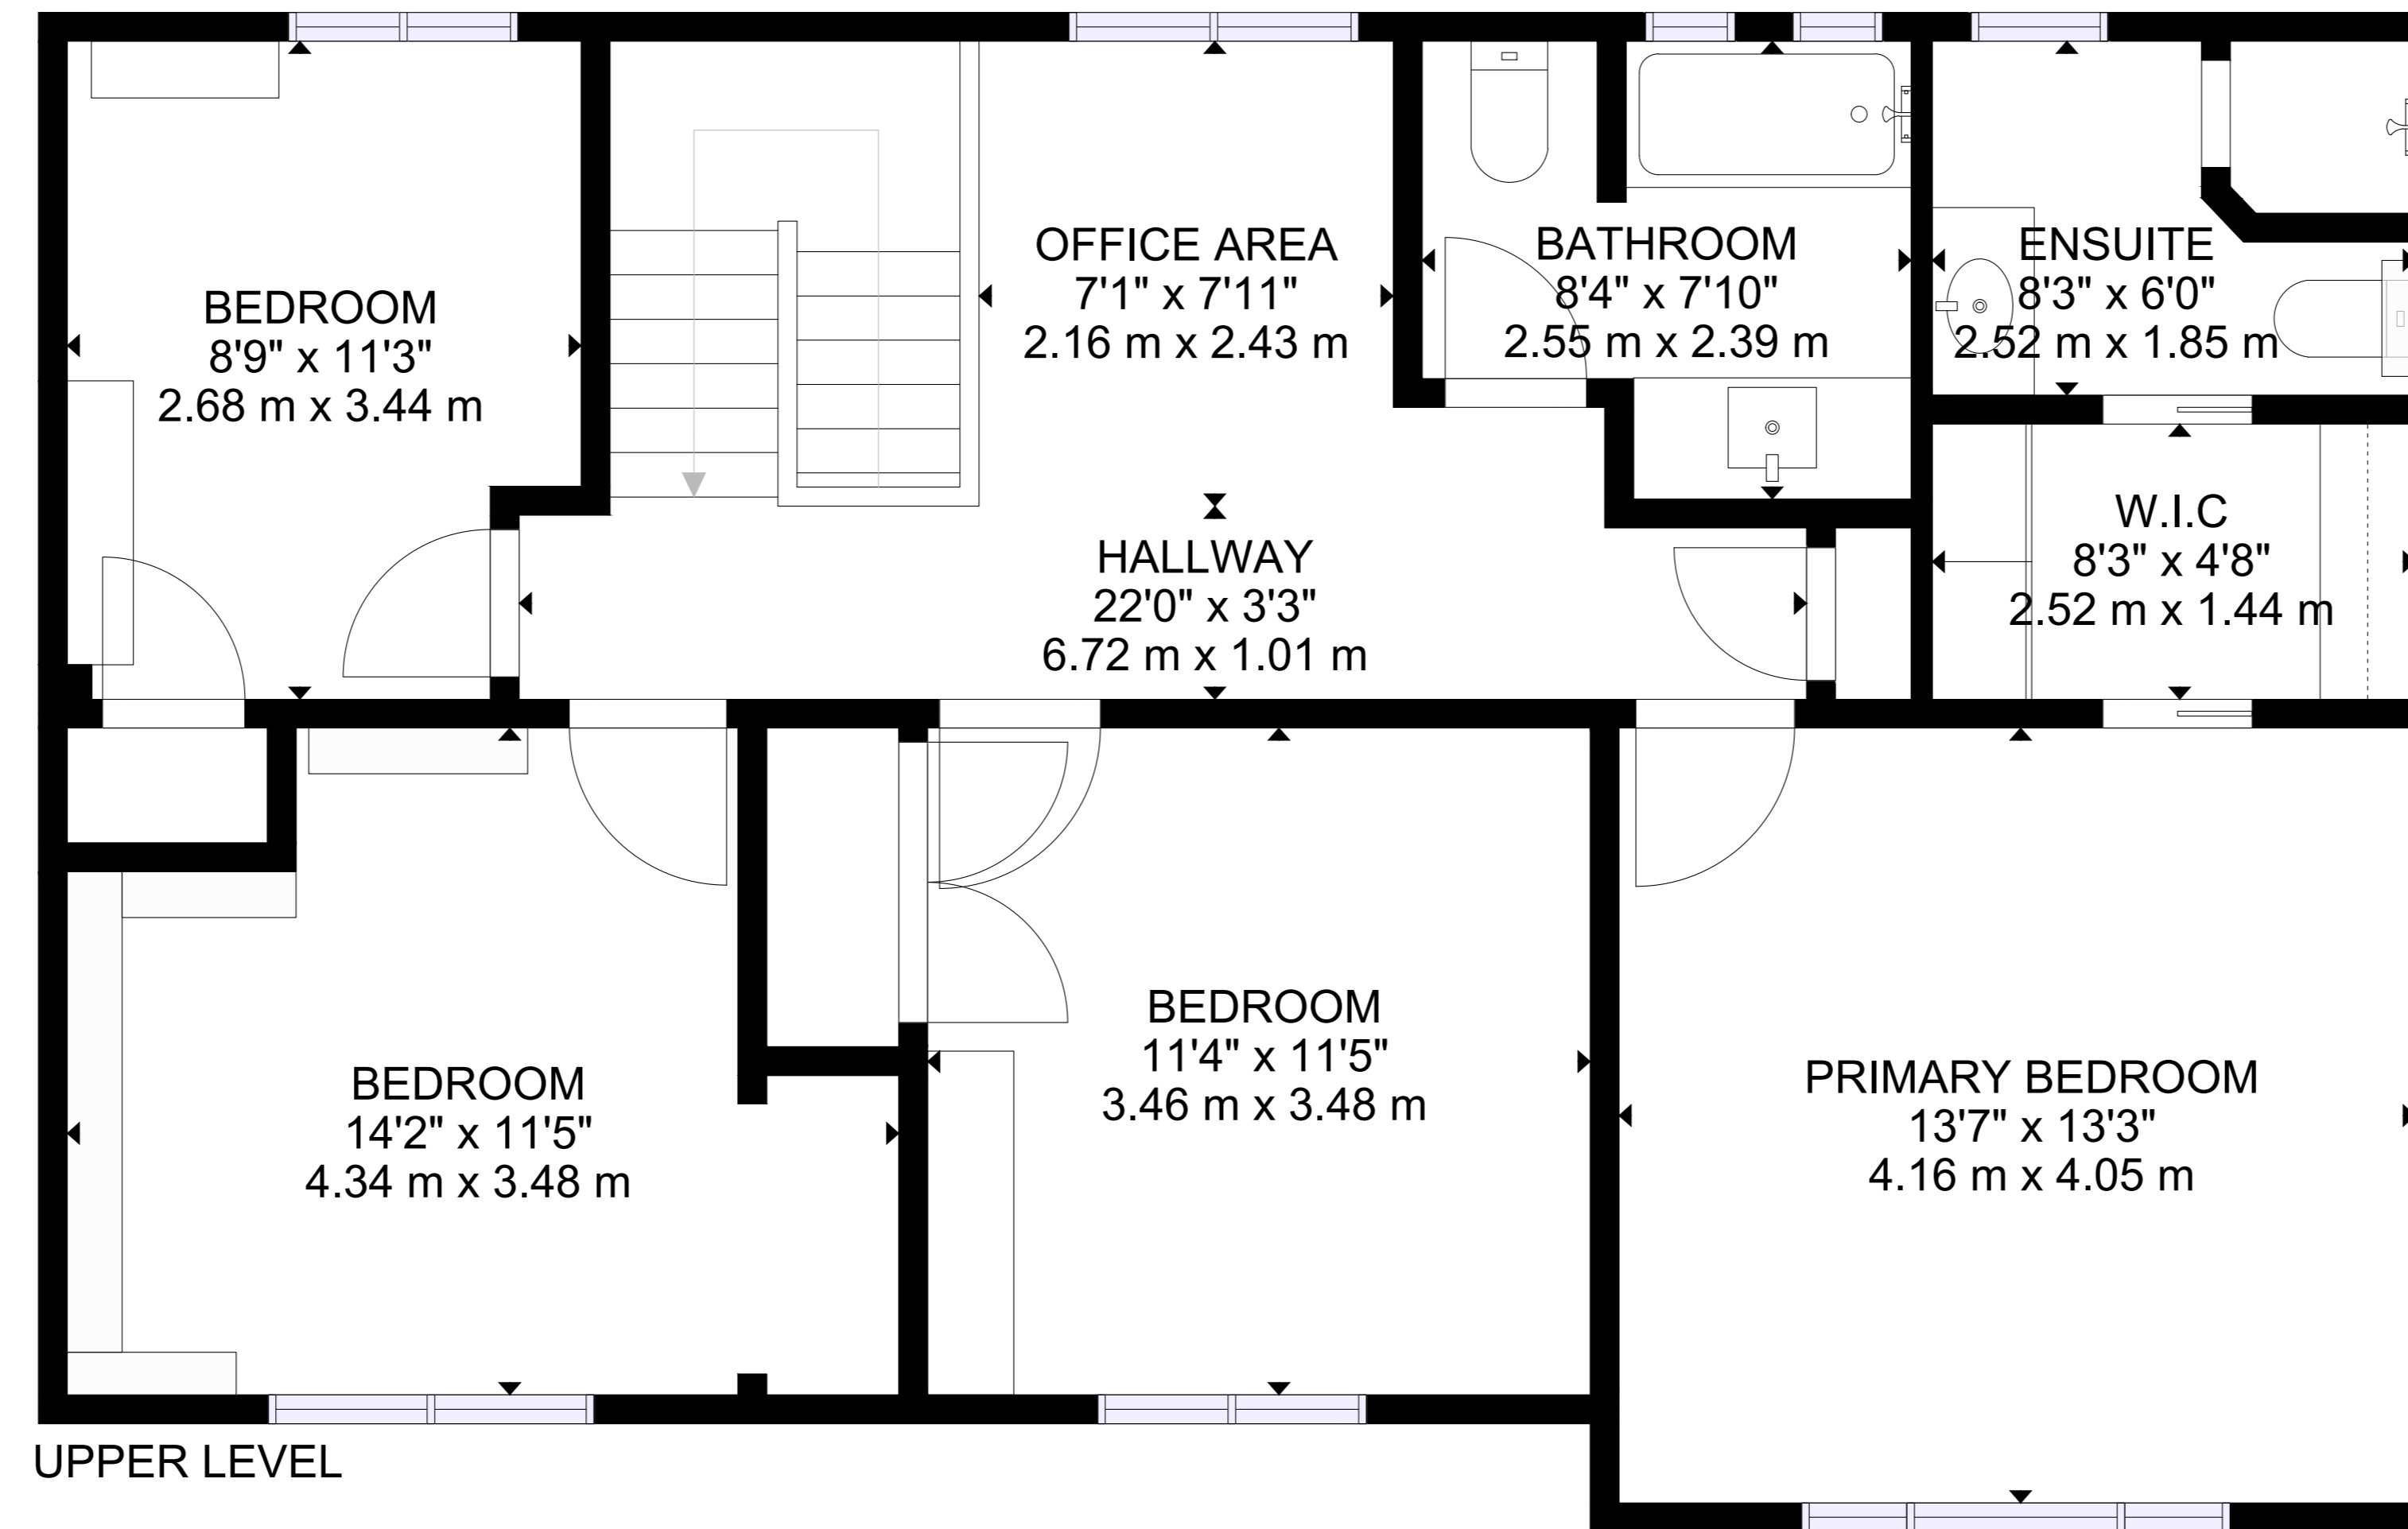 OFFICE AREA
7'1" x 7'11"
2.16 m x 2.43 m
BATHROOM
8'4" x 7'10"
2.55 m x 2.39 m
ENSUITE
8'3" x 6'0"
2.52 m x 1.85 m
BEDROOM
8'9" x 11'3"
2.68 m x 3.44 m
W.I.C
8'3" x 4'8"
2.52 m x 1.44 m
HALLWAY
22'0" x 3'3"
6.72 m x 1.01 m
BEDROOM
14'2" x 11'5"
4.34 m x 3.48 m
BEDROOM
11'4" x 11'5"
3.46 m x 3.48 m
PRIMARY BEDROOM
13'7" x 13'3"
4.16 m x 4.05 m
UPPER LEVEL